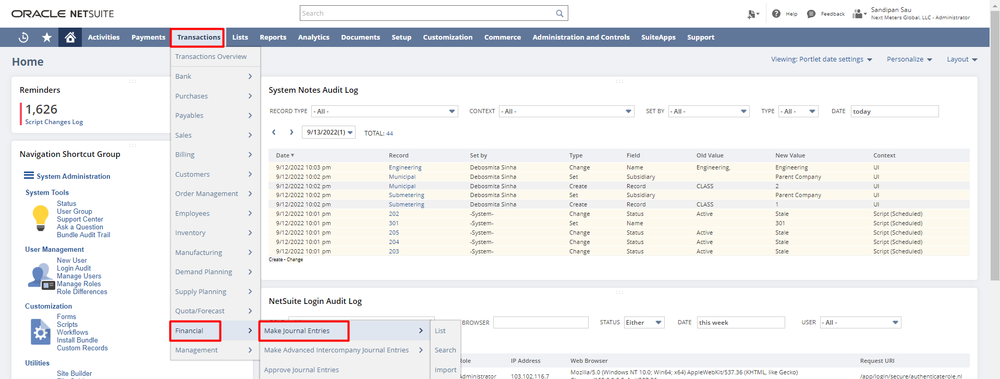 ORACLE NETSUITE
Search
Help
Feedback
Sandipan Sau
Next Meters Global, LLC - Administrator
Activities Payments Transactions Lists Reports Analytics Documents Setup Customization Commerce Administration and Controls SuiteApps Support
Home
Viewing: Portlet date settings Personalize Layout
Reminders
1,626
Script Changes Log
Navigation Shortcut Group
System Administration
System Tools
Status
User Group
Support Center
Ask a Question
Bundle Audit Trail
User Management
New User
Login Audit
Manage Users
Manage Roles
Role Differences
Customization
Forms
Scripts
Workflows
Install Bundle
Custom Records
Utilities
Site Builder
Transactions Overview
Bank
Purchases
Payables
Sales
Billing
Customers
Order Management
Employees
Inventory
Manufacturing
Demand Planning
Supply Planning
Quota/Forecast
Financial
Management
Make Journal Entries
Make Advanced Intercompany Journal Entries
Approve Journal Entries
List
Search
Import
System Notes Audit Log
RECORD TYPE - All - CONTEXT - All - SET BY - All - TYPE - All - DATE today
9/13/2022(1) TOTAL: 44
Date Record Set by Type Field Old Value New Value Context
9/12/2022 10:03 pm Engineering Debosmita Sinha Change Name Engineering, Engineering UI
9/12/2022 10:02 pm Municipal Debosmita Sinha Set Subsidiary Parent Company UI
9/12/2022 10:02 pm Municipal Debosmita Sinha Create Record CLASS 2 UI
9/12/2022 10:02 pm Submetering Debosmita Sinha Set Subsidiary Parent Company UI
9/12/2022 10:02 pm Submetering Debosmita Sinha Create Record CLASS 1 UI
9/12/2022 10:01 pm 202 -System- Change Status Active Stale Script (Scheduled)
9/12/2022 10:01 pm 301 -System- Set Name 301 Script (Scheduled)
9/12/2022 10:01 pm 205 -System- Change Status Active Stale Script (Scheduled)
9/12/2022 10:01 pm 204 -System- Change Status Active Stale Script (Scheduled)
9/12/2022 10:01 pm 203 -System- Change Status Active Stale Script (Scheduled)
Create • Change
NetSuite Login Audit Log
BROWSER STATUS Either DATE this week USER - All -
IP Address Web Browser Request URI
Administrator 103.102.116.7 Mozilla/5.0 (Windows NT 10.0; Win64; x64) AppleWebKit/537.36 (KHTML, like Gecko) /app/login/secure/authenticaterole.nl